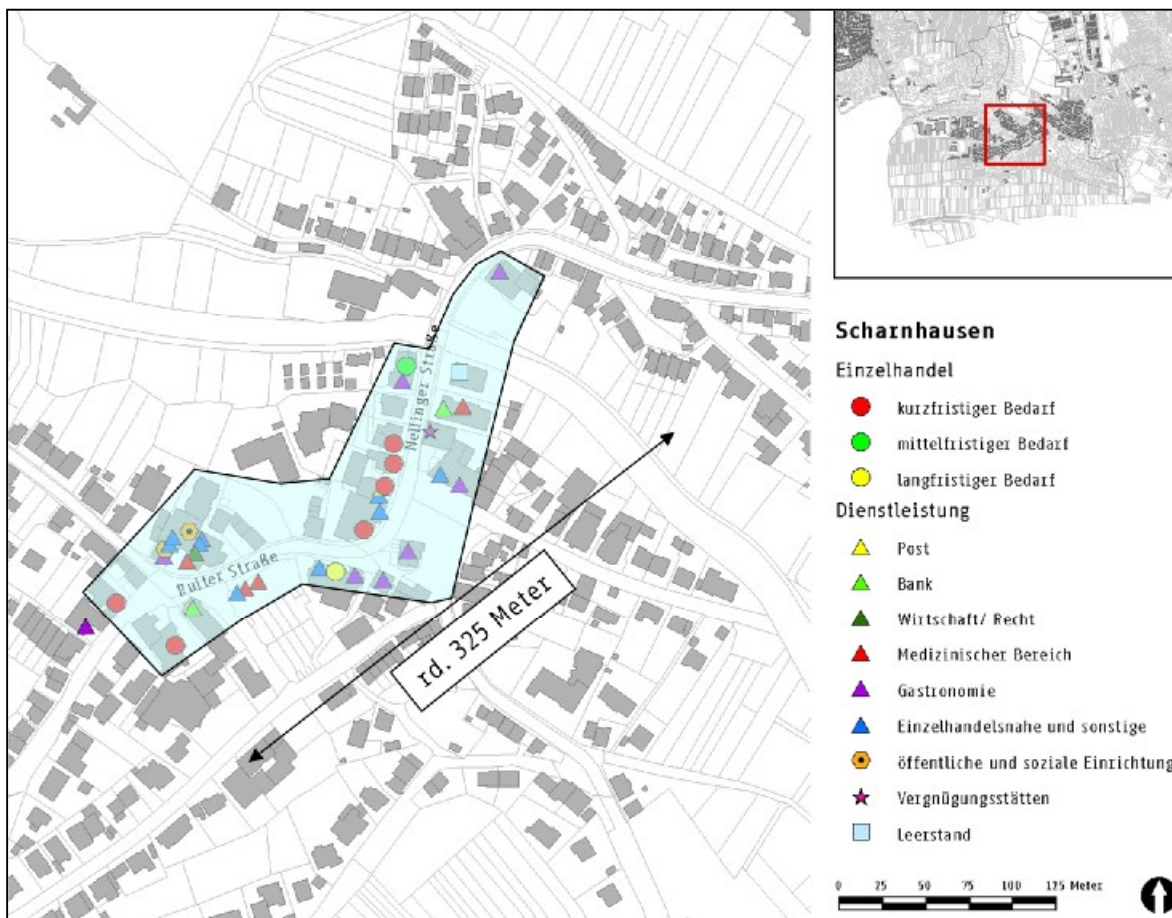 Nellinger Straße
Ruiter Straße
rd. 325 Meter
Scharnhausen
Einzelhandel
kurzfristiger Bedarf
mittelfristiger Bedarf
langfristiger Bedarf
Dienstleistung
Post
Bank
Wirtschaft/ Recht
Medizinischer Bereich
Gastronomie
Einzelhandelsnahe und sonstige
öffentliche und soziale Einrichtung
Vergnügungsstätten
Leerstand
0 25 50 75 100 125 Meter